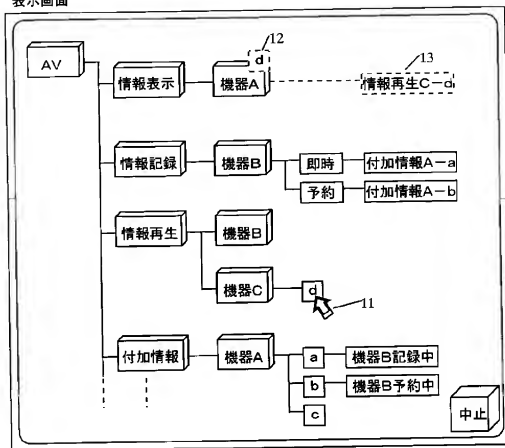 表示画面
12
AV
d
13
情報表示
機器A
情報再生C-d
情報記録
機器B
即時
付加情報A-a
予約
付加情報A-b
情報再生
機器B
機器C
d
11
付加情報
機器A
a
機器B記録中
b
機器B予約中
c
中止